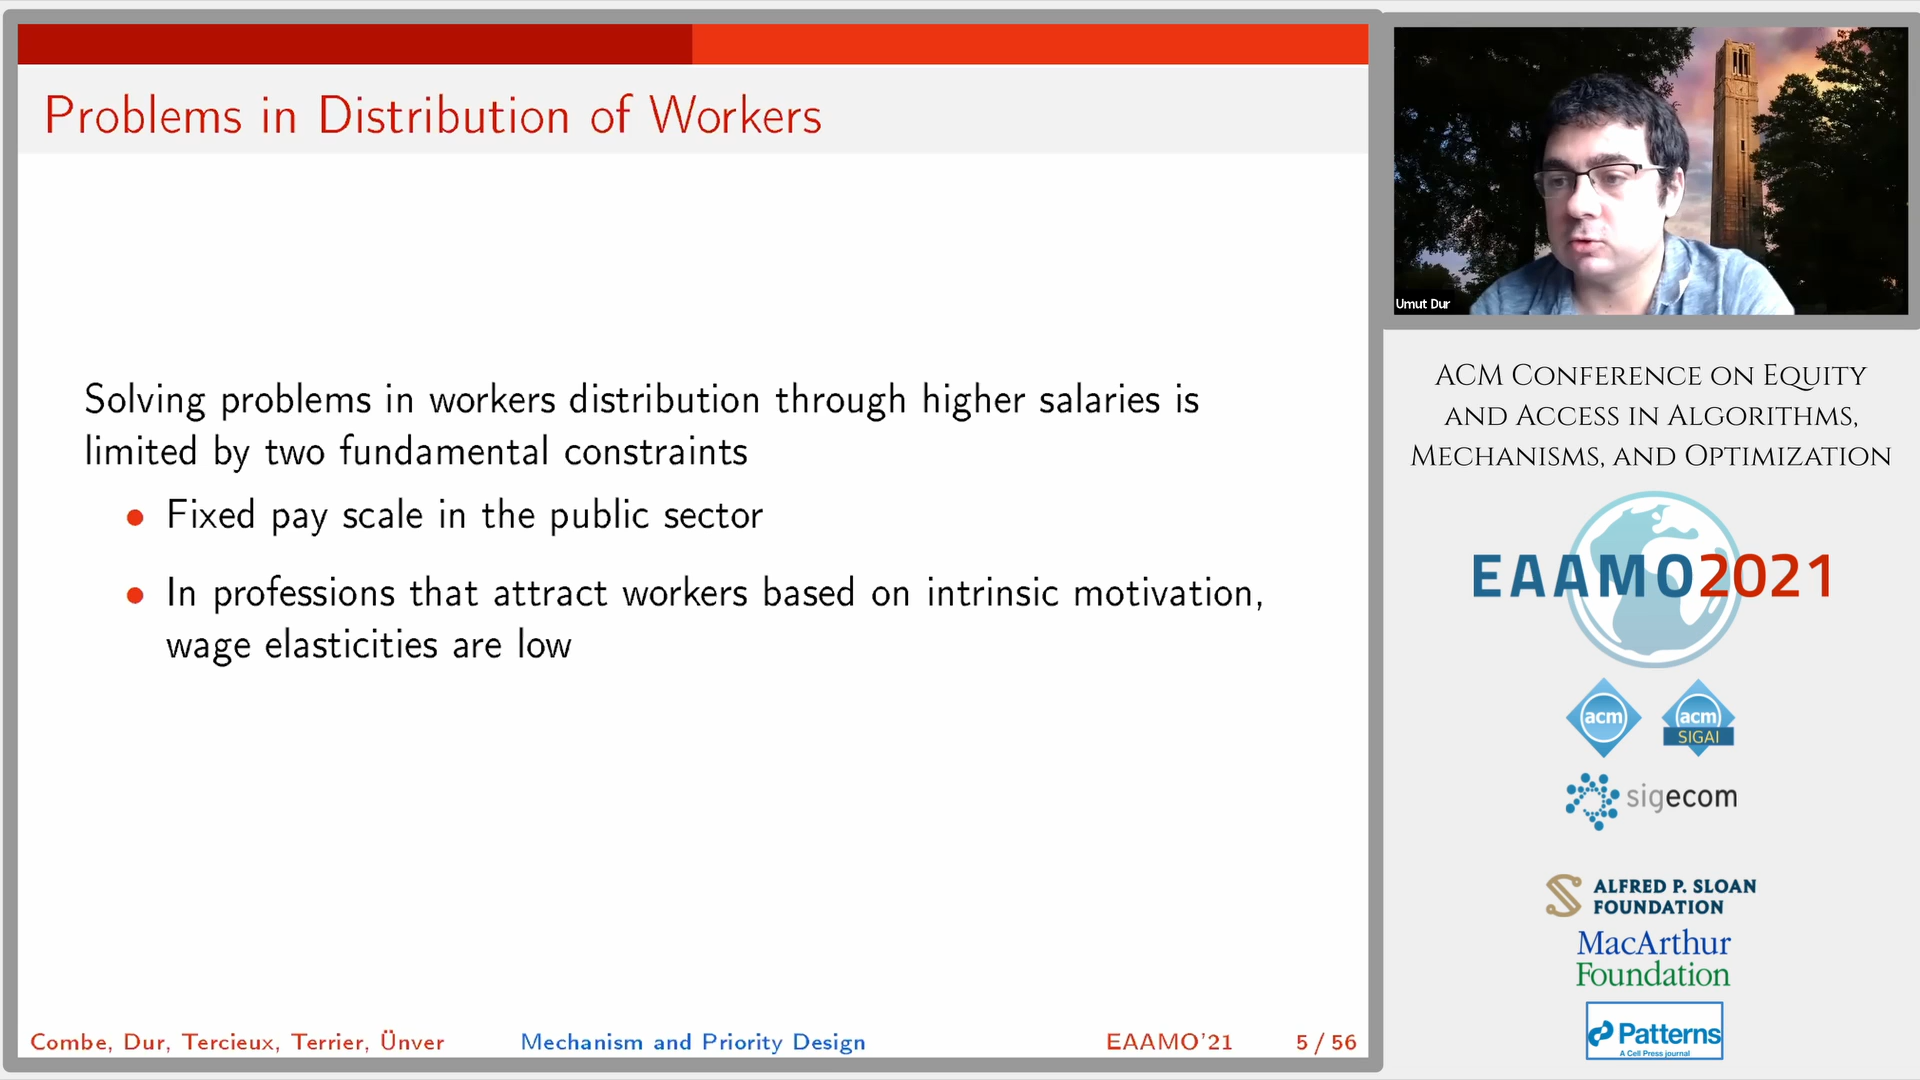 Problems in Distribution of Workers
Solving problems in workers distribution through higher salaries is
limited by two fundamental constraints
Fixed pay scale in the public sector
In professions that attract workers based on intrinsic motivation,
wage elasticities are low
Combe, Dur, Tercieux, Terrier, Ünver
Mechanism and Priority Design
EAAMO'21
5 / 56
Umut Dur
ACM Conference on Equity
and Access in Algorithms,
Mechanisms, and Optimization
EAAMO2021
acm
acm
SIGAI
sigecom
ALFRED P. SLOAN
FOUNDATION
MacArthur
Foundation
Patterns
A Cell Press journal